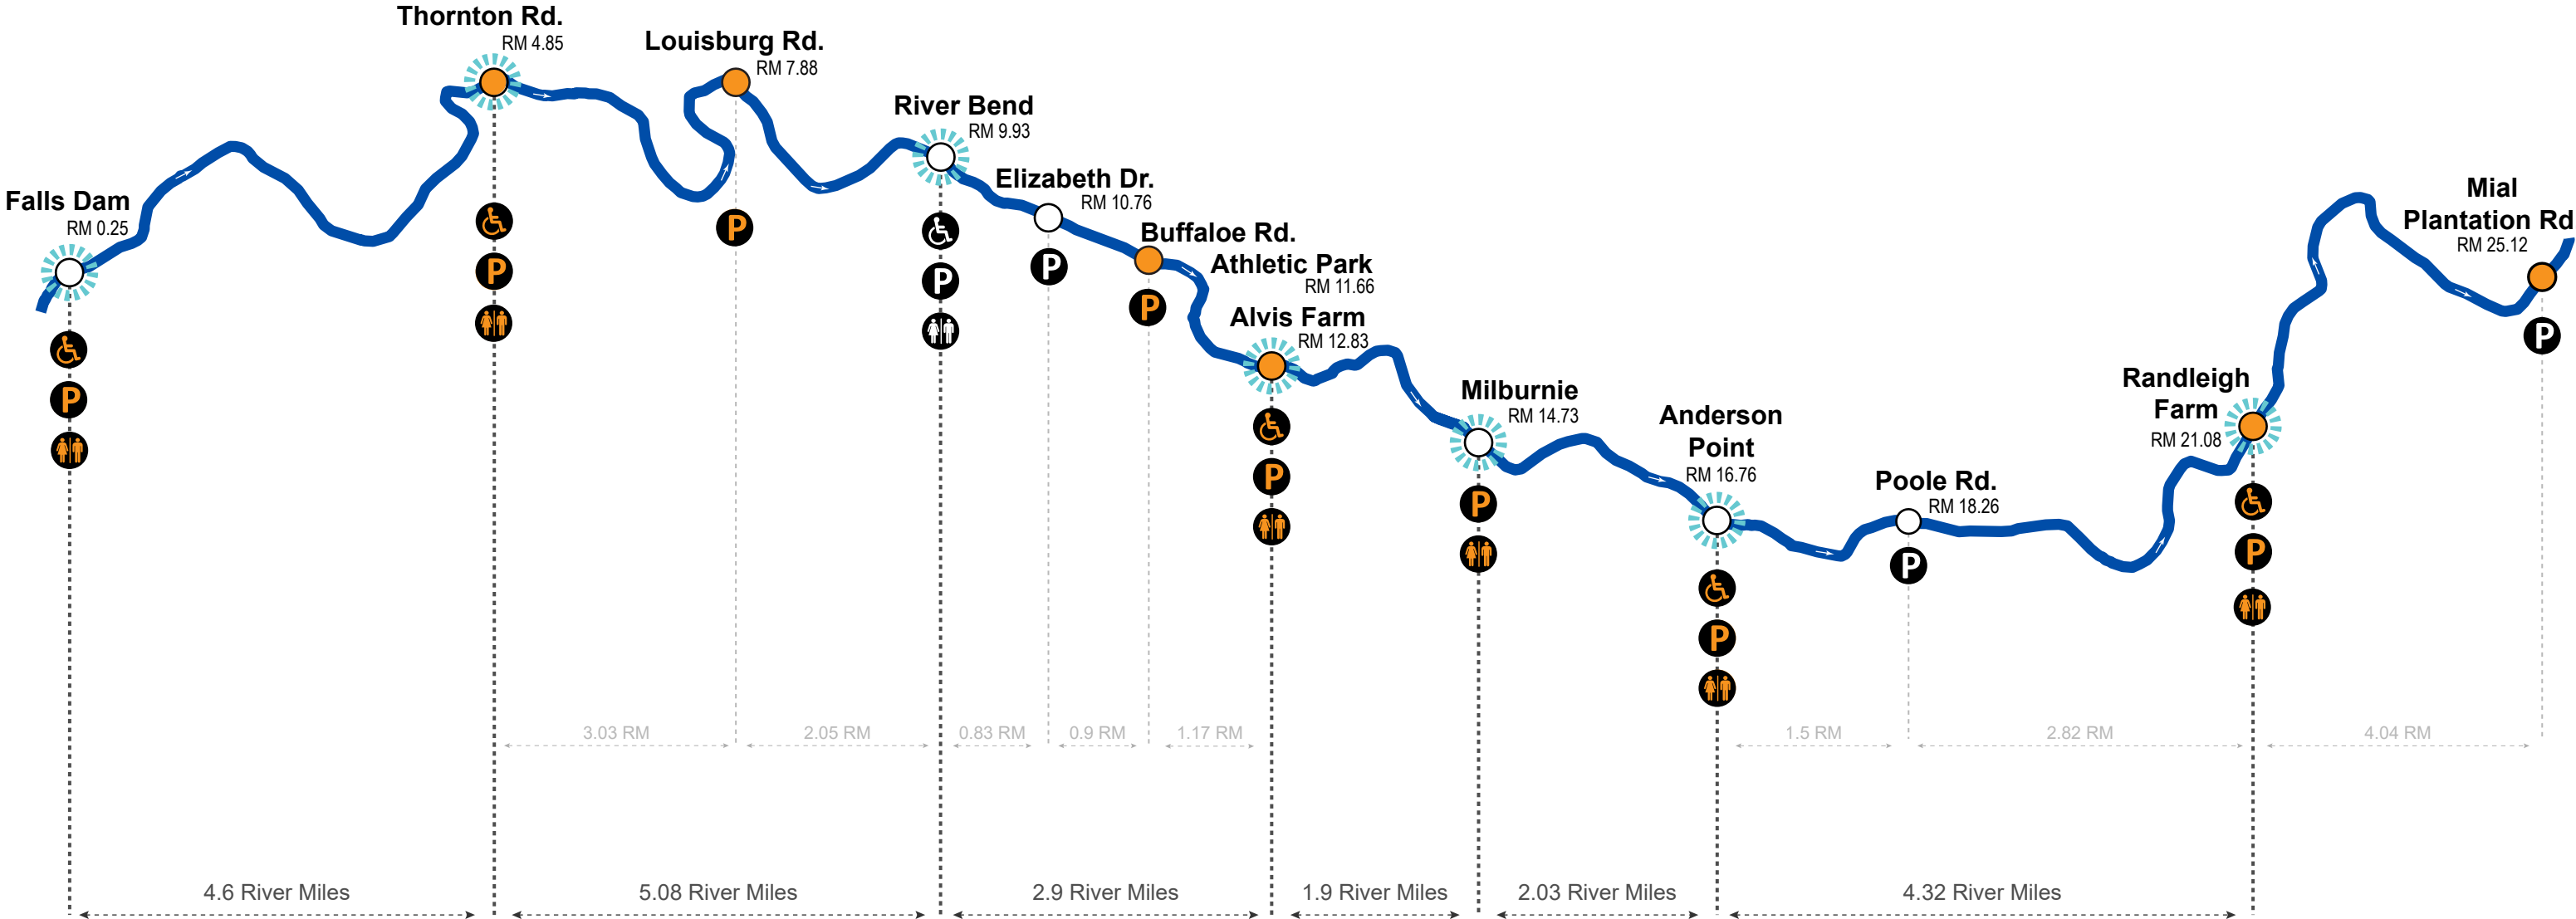 Thornton Rd.
RM 4.85
Louisburg Rd.
RM 7.88
River Bend
RM 9.93
Falls Dam
RM 0.25
Elizabeth Dr.
RM 10.76
Buffaloe Rd.
Athletic Park
RM 11.66
Alvis Farm
RM 12.83
Milburnie
RM 14.73
Anderson
Point
RM 16.76
Poole Rd.
RM 18.26
Randleigh
Farm
RM 21.08
Mial
Plantation Rd
RM 25.12
P
P
P
P
P
P
P
P
P
P
P
3.03 RM
2.05 RM
0.83 RM
0.9 RM
1.17 RM
1.5 RM
2.82 RM
4.04 RM
4.6 River Miles
5.08 River Miles
2.9 River Miles
1.9 River Miles
2.03 River Miles
4.32 River Miles